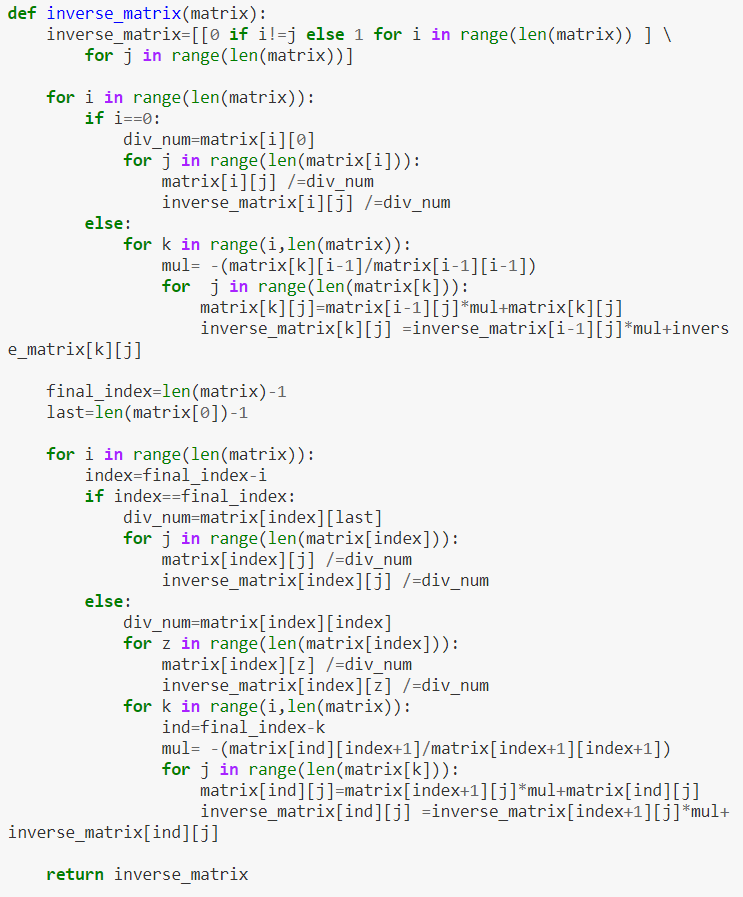 def inverse_matrix(matrix):
    inverse_matrix=[[0 if i!=j else 1 for i in range(len(matrix)) ] \
        for j in range(len(matrix))]

    for i in range(len(matrix)):
        if i==0:
            div_num=matrix[i][0]
            for j in range(len(matrix[i])):
                matrix[i][j] /=div_num
                inverse_matrix[i][j] /=div_num
        else:
            for k in range(i,len(matrix)):
                mul= -(matrix[k][i-1]/matrix[i-1][i-1])
                for  j in range(len(matrix[k])):
                    matrix[k][j]=matrix[i-1][j]*mul+matrix[k][j]
                    inverse_matrix[k][j] =inverse_matrix[i-1][j]*mul+invers
e_matrix[k][j]

    final_index=len(matrix)-1
    last=len(matrix[0])-1

    for i in range(len(matrix)):
        index=final_index-i
        if index==final_index:
            div_num=matrix[index][last]
            for j in range(len(matrix[index])):
                matrix[index][j] /=div_num
                inverse_matrix[index][j] /=div_num
        else:
            div_num=matrix[index][index]
            for z in range(len(matrix[index])):
                matrix[index][z] /=div_num
                inverse_matrix[index][z] /=div_num
            for k in range(i,len(matrix)):
                ind=final_index-k
                mul= -(matrix[ind][index+1]/matrix[index+1][index+1])
                for j in range(len(matrix[k])):
                    matrix[ind][j]=matrix[index+1][j]*mul+matrix[ind][j]
                    inverse_matrix[ind][j] =inverse_matrix[index+1][j]*mul+
inverse_matrix[ind][j]

    return inverse_matrix